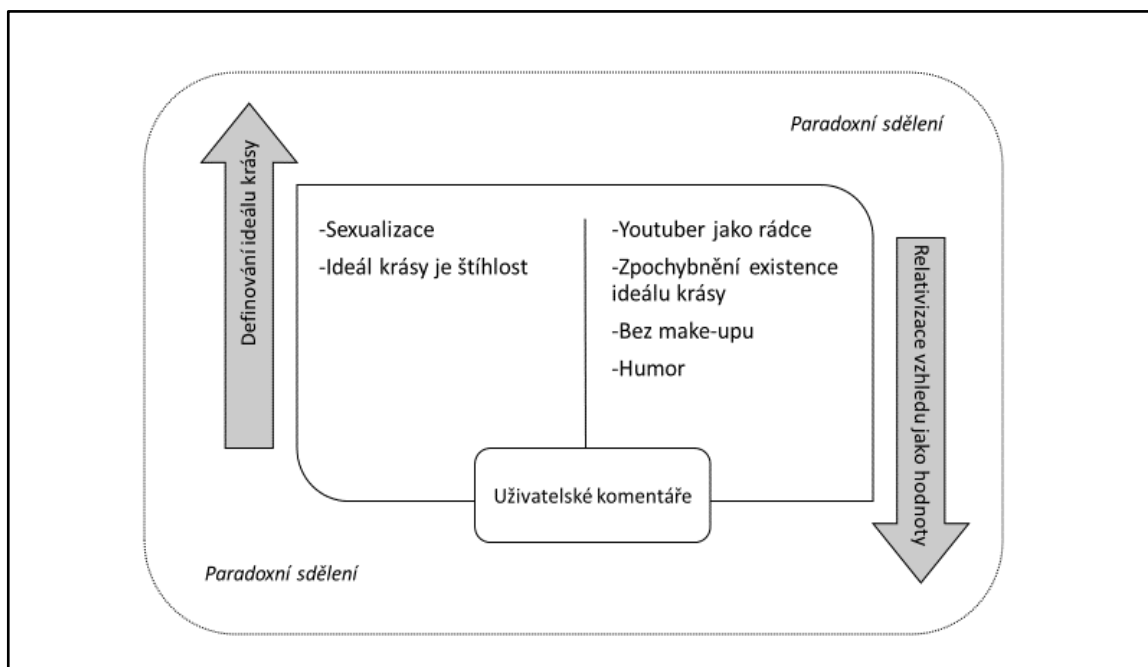 Paradoxní sdělení
Definování ideálu krásy
-Sexualizace
-Ideál krásy je štíhlost
-Youtuber jako rádce
-Zpochybnění existence
ideálu krásy
-Bez make-upu
-Humor
Relativizace vzhledu jako hodnoty
Uživatelské komentáře
Paradoxní sdělení